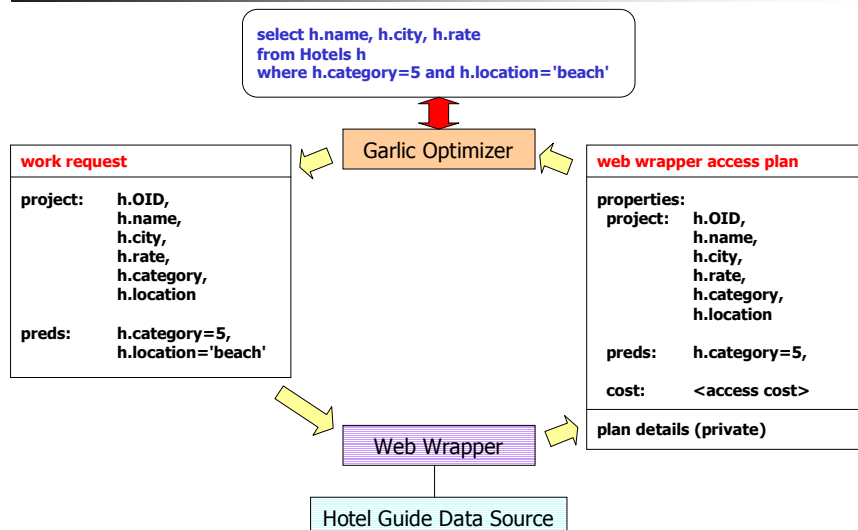 select h.name, h.city, h.rate
from Hotels h
where h.category=5 and h.location='beach'
Garlic Optimizer
work request
project: h.OID,
h.name,
h.city,
h.rate,
h.category,
h.location
preds: h.category=5,
h.location='beach'
web wrapper access plan
properties:
project: h.OID,
h.name,
h.city,
h.rate,
h.category,
h.location
preds: h.category=5,
cost: <access cost>
plan details (private)
Web Wrapper
Hotel Guide Data Source